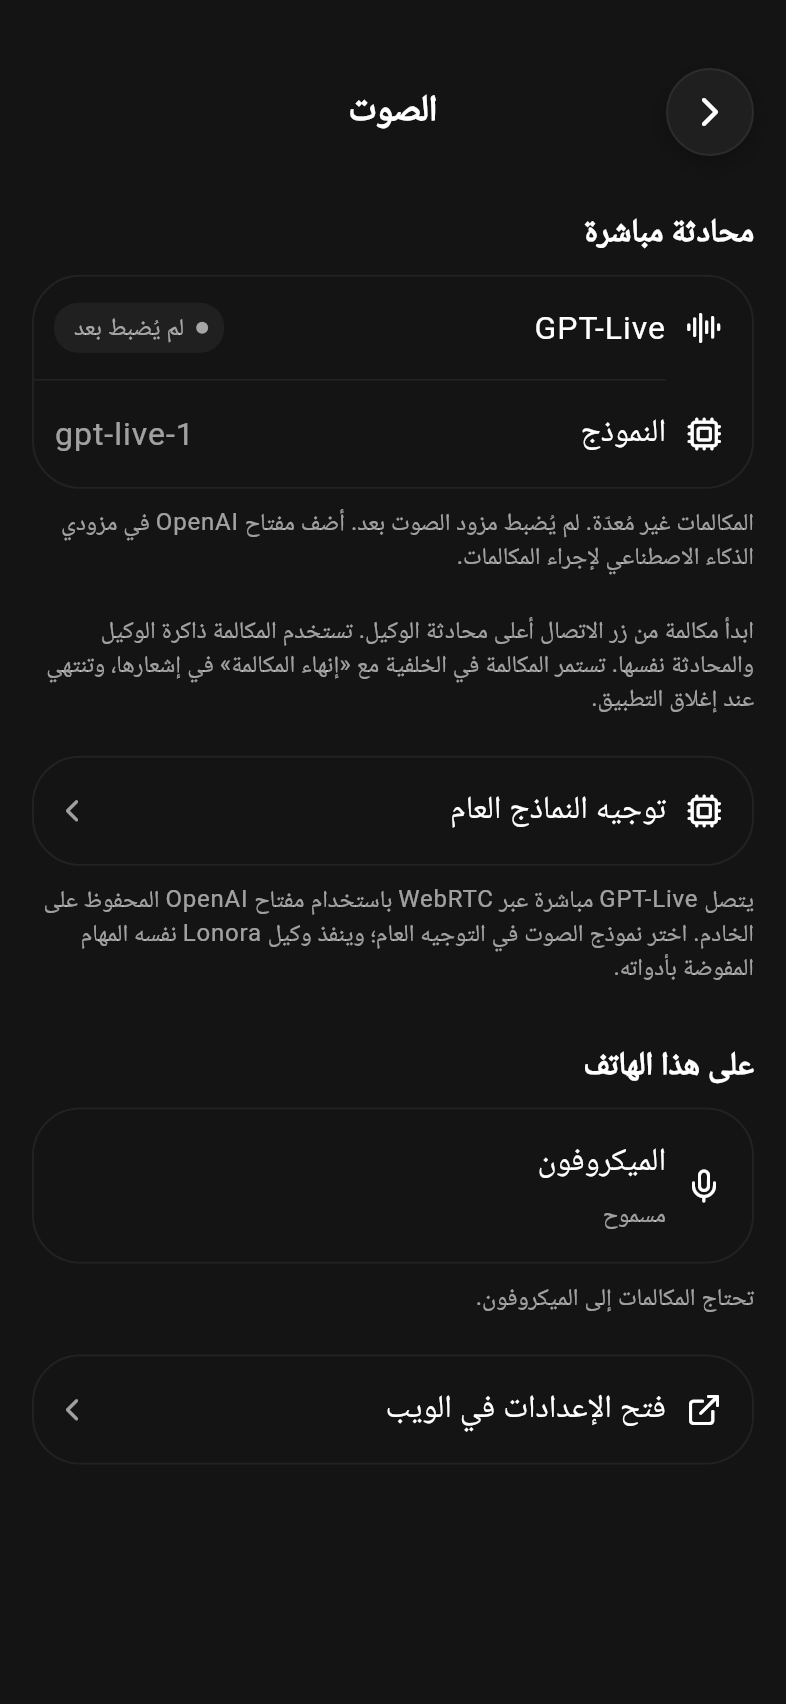 الصوت
محادثة مباشرة
GPT-Live
لم يُضبط بعد
النموذج
gpt-live-1
المكالمات غير مُعدّة. لم يُضبط مزود الصوت بعد. أضف مفتاح OpenAI في مزودي
الذكاء الاصطناعي لإجراء المكالمات.
ابدأ مكالمة من زر الاتصال أعلى محادثة الوكيل. تستخدم المكالمة ذاكرة الوكيل
والمحادثة نفسها. تستمر المكالمة في الخلفية مع «إنهاء المكالمة» في إشعارها، وتنتهي
عند إغلاق التطبيق.
توجيه النماذج العام
يتصل GPT-Live مباشرة عبر WebRTC باستخدام مفتاح OpenAI المحفوظ على
الخادم. اختر نموذج الصوت في التوجيه العام؛ وينفذ وكيل Lonora نفسه المهام
المفوضة بأدواته.
على هذا الهاتف
الميكروفون
مسموح
تحتاج المكالمات إلى الميكروفون.
فتح الإعدادات في الويب